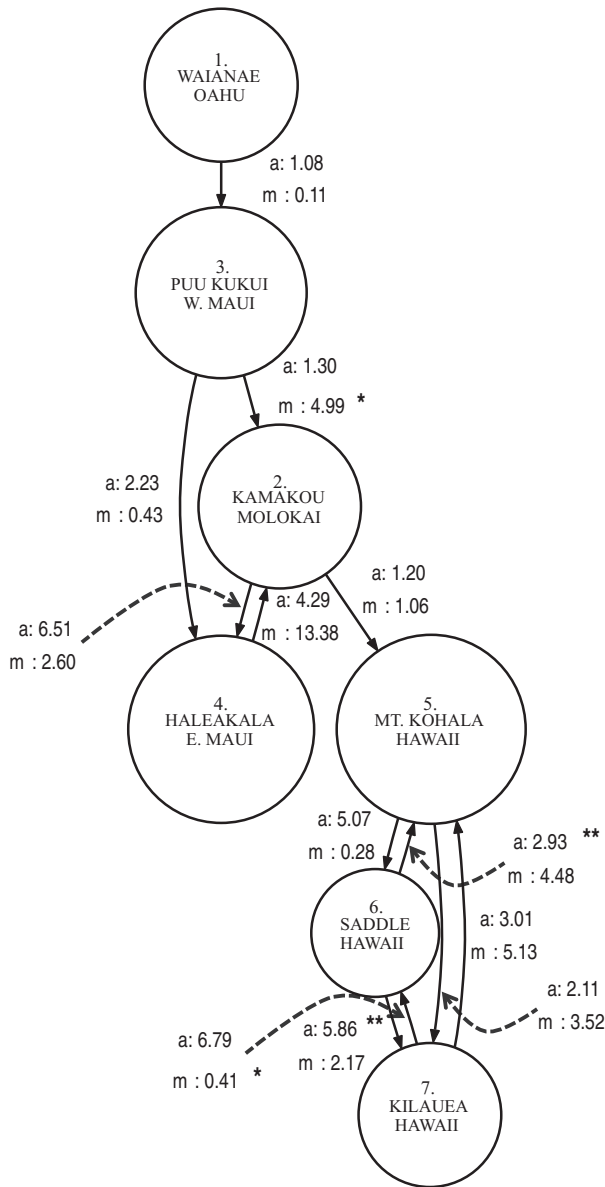 1.
WAIANAE
OAHU
a: 1.08
m : 0.11
3.
PUU KUKUI
W. MAUI
a: 1.30
m : 4.99 *
a: 2.23
m : 0.43
2.
KAMAKOU
MOLOKAI
a: 6.51
m : 2.60
a: 4.29
m : 13.38
a: 1.20
m : 1.06
4.
HALEAKALA
E. MAUI
5.
MT. KOHALA
HAWAII
a: 5.07
m : 0.28
a: 2.93 **
m : 4.48
6.
SADDLE
HAWAII
a: 3.01
m : 5.13
a: 6.79
m : 0.41 *
a: 5.86 **
m : 2.17
a: 2.11
m : 3.52
7.
KILAUEA
HAWAII